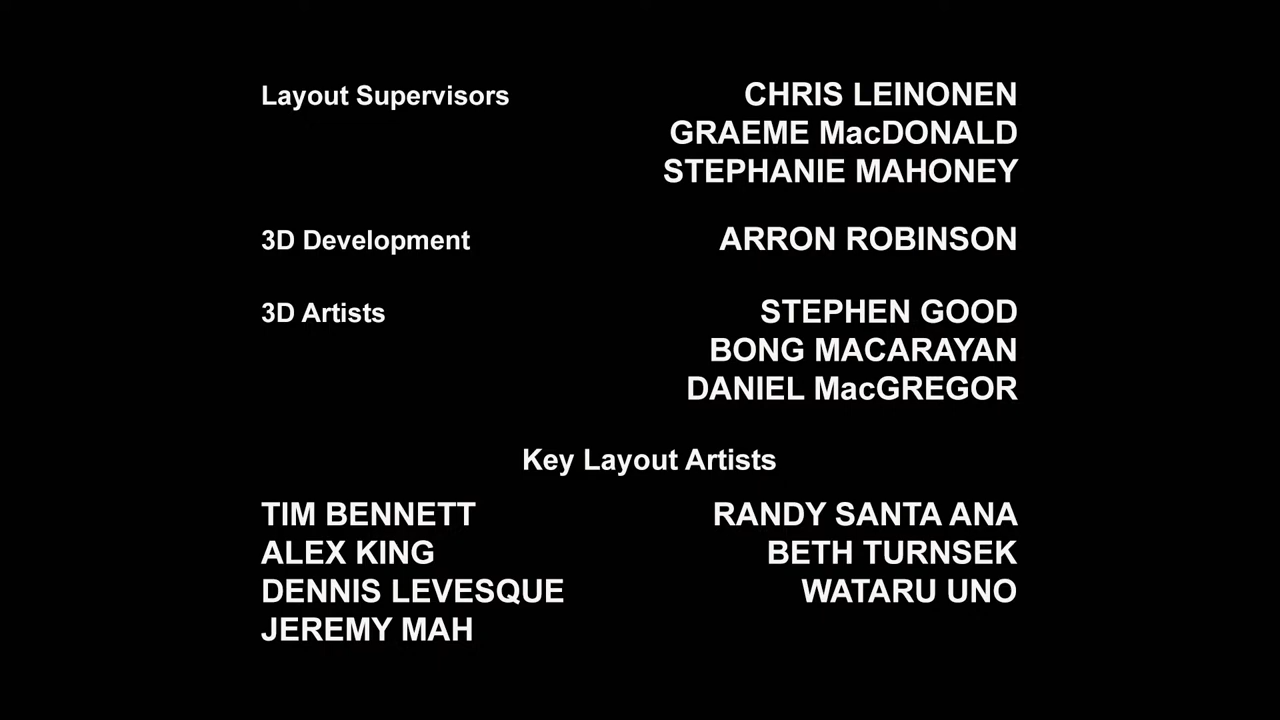 Layout Supervisors CHRIS LEINONEN
GRAEME MacDONALD
STEPHANIE MAHONEY
3D Development ARRON ROBINSON
3D Artists STEPHEN GOOD
BONG MACARAYAN
DANIEL MacGREGOR
Key Layout Artists
TIM BENNETT RANDY SANTA ANA
ALEX KING BETH TURNSEK
DENNIS LEVESQUE WATARU UNO
JEREMY MAH